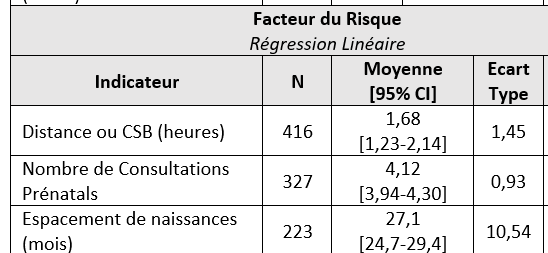 Facteur du Risque
Régression Linéaire
Indicateur N Moyenne [95% CI] Ecart Type
Distance ou CSB (heures) 416 1,68 [1,23-2,14] 1,45
Nombre de Consultations Prénatals 327 4,12 [3,94-4,30] 0,93
Espacement de naissances (mois) 223 27,1 [24,7-29,4] 10,54